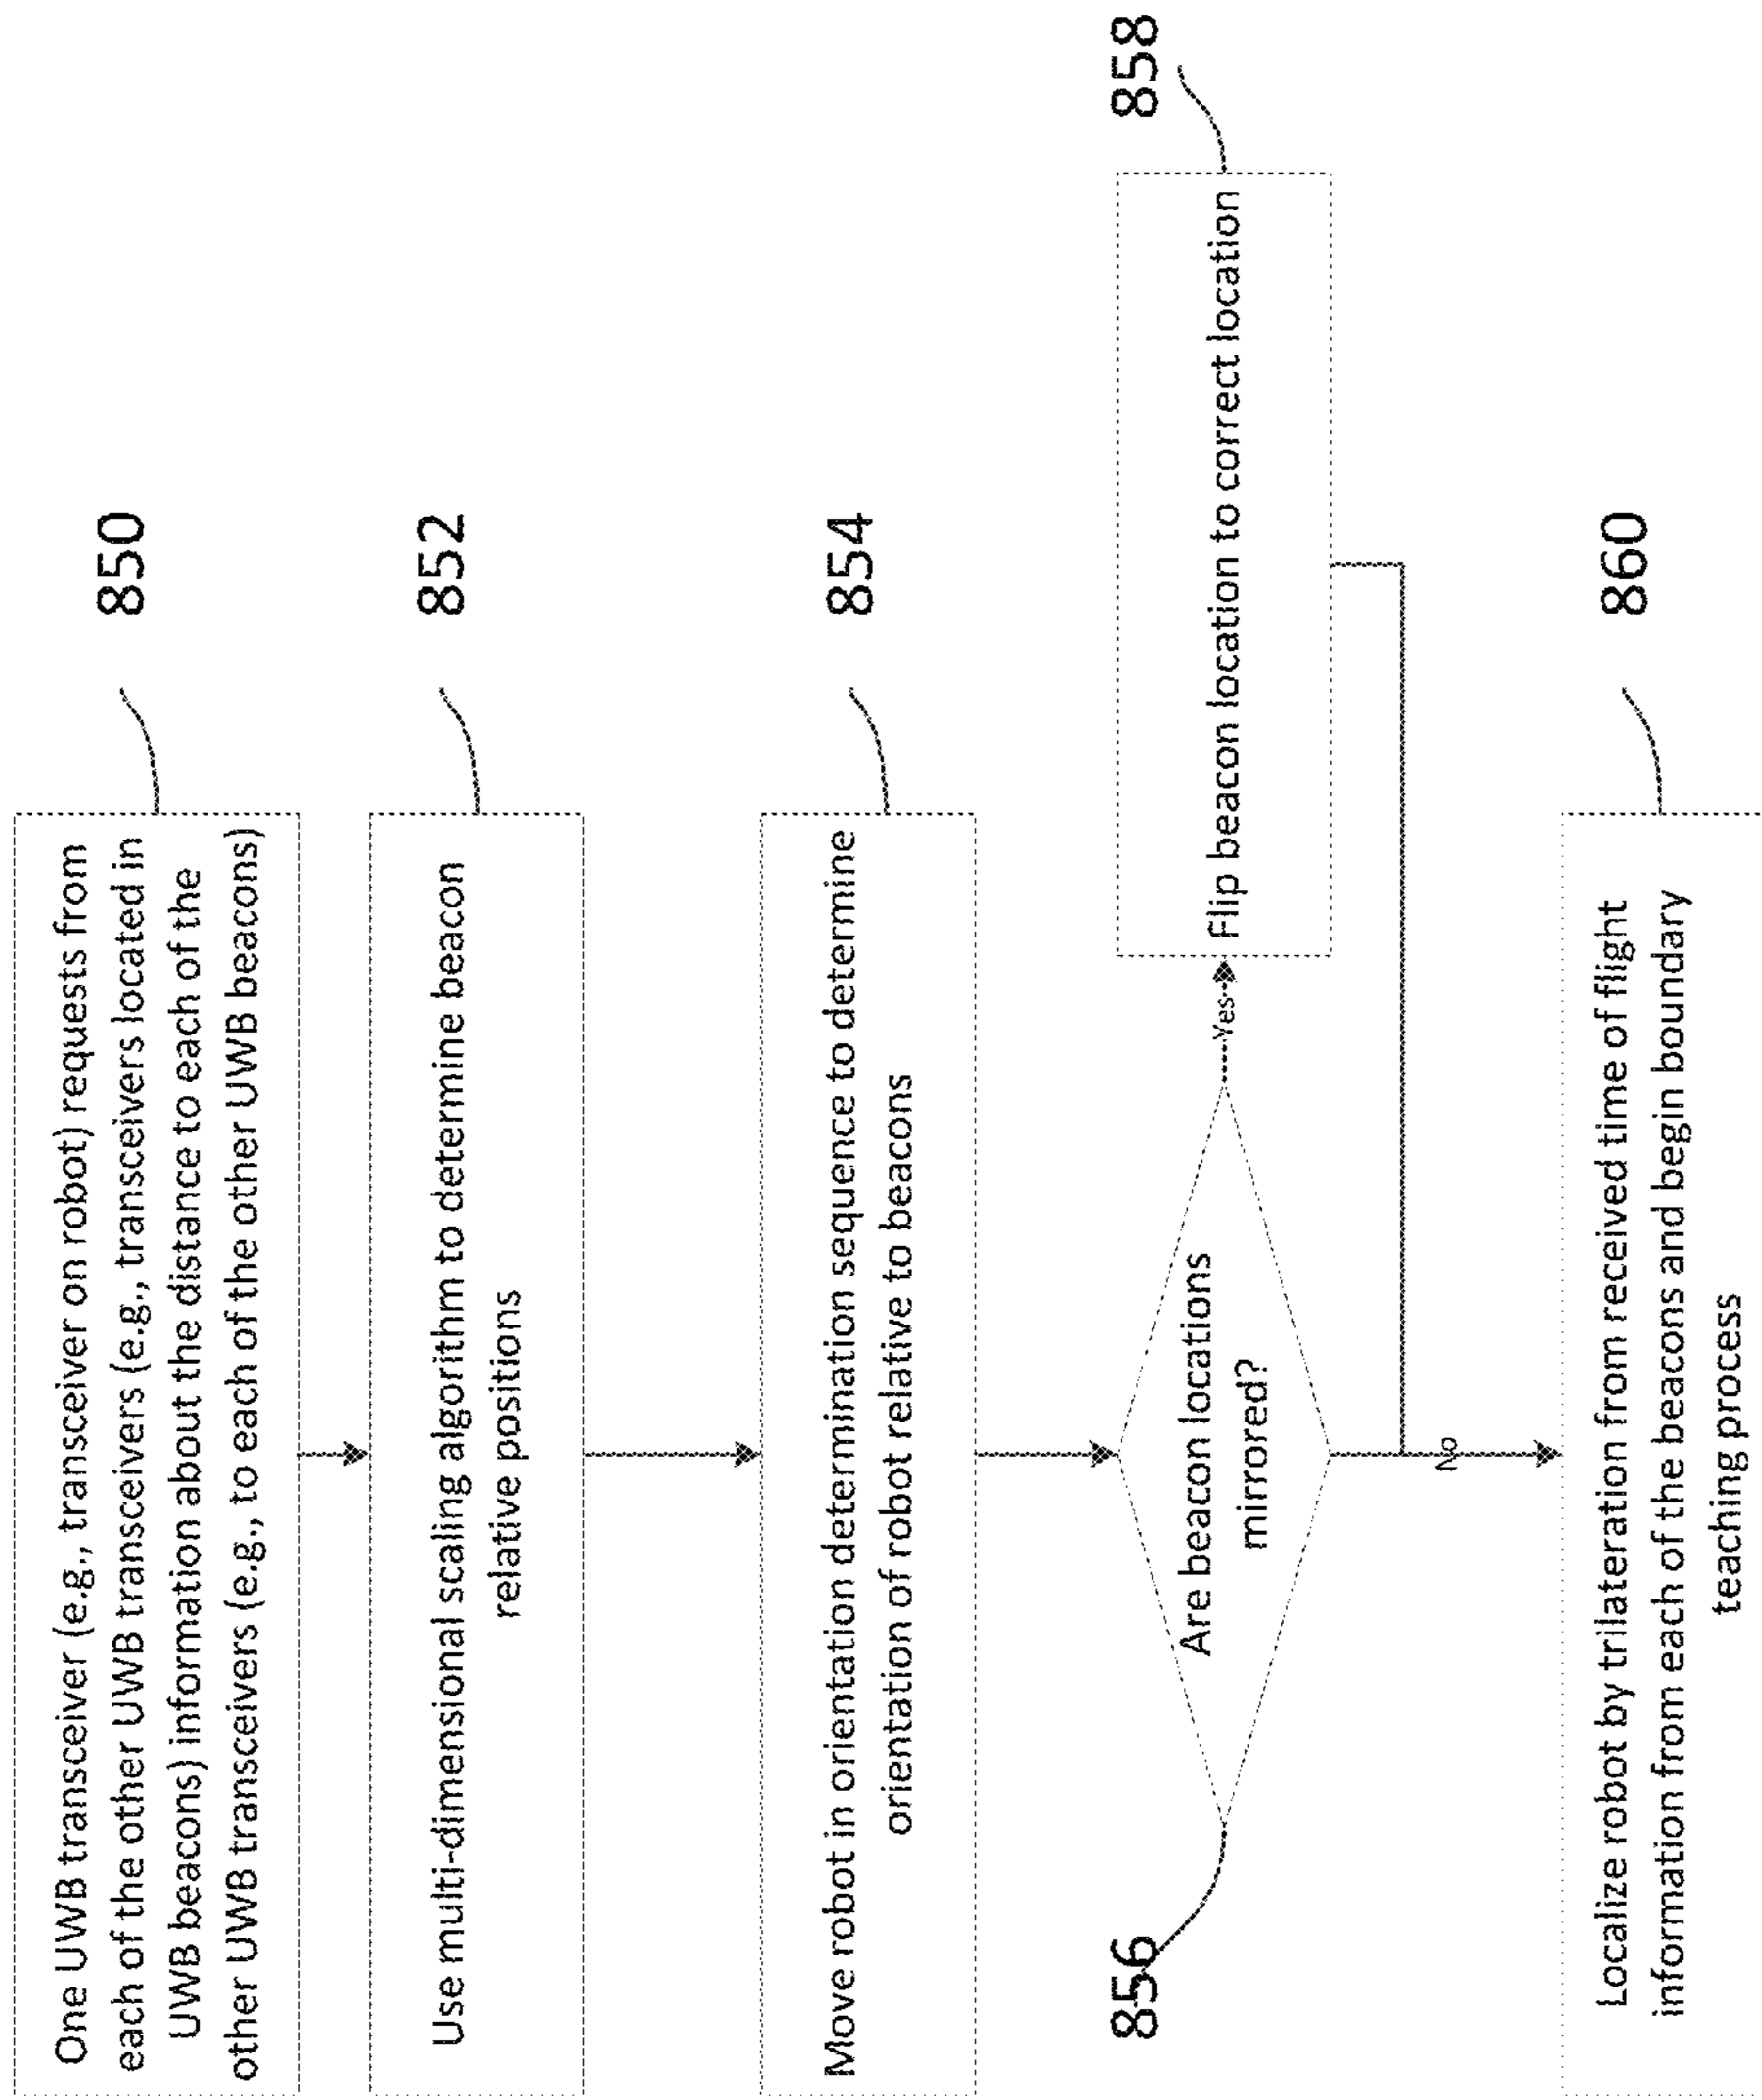 One UWB transceiver (e.g., transceiver on robot) requests from
each of the other UWB transceivers (e.g., transceivers located in
UWB beacons) information about the distance to each of the
other UWB transceivers (e.g., to each of the other UWB beacons)
850
Use multi-dimensional scaling algorithm to determine beacon
relative positions
852
Move robot in orientation determination sequence to determine
orientation of robot relative to beacons
854
856
Are beacon locations
mirrored?
Yes
Flip beacon location to correct location
858
No
Localize robot by trilateration from received time of flight
information from each of the beacons and begin boundary
teaching process
860